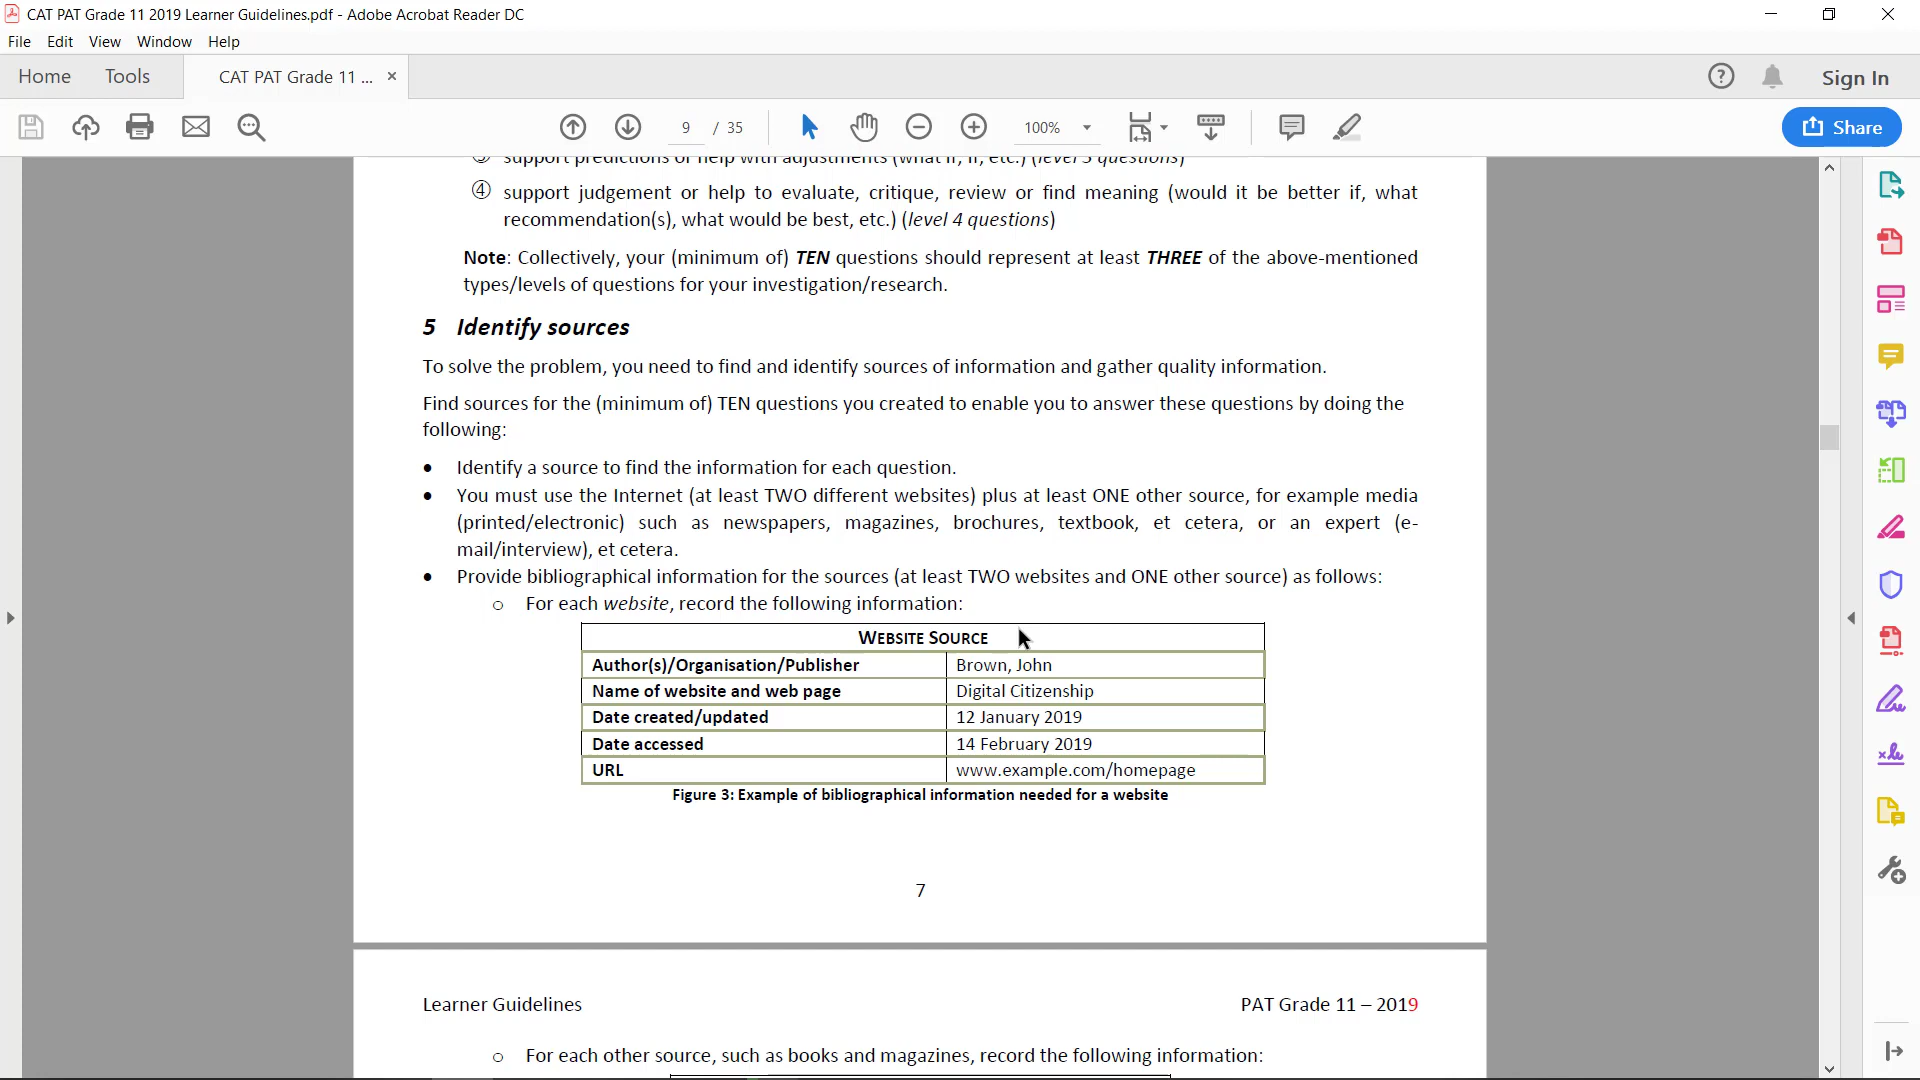 CAT PAT Grade 11 2019 Learner Guidelines.pdf - Adobe Acrobat Reader DC
File Edit View Window Help
Home Tools CAT PAT Grade 11 ... × Sign In
9 / 35 100% Share
support predictions or help with adjustments (what if, if, etc.) (level 3 questions)
④ support judgement or help to evaluate, critique, review or find meaning (would it be better if, what
recommendation(s), what would be best, etc.) (level 4 questions)
Note: Collectively, your (minimum of) TEN questions should represent at least THREE of the above-mentioned
types/levels of questions for your investigation/research.
5 Identify sources
To solve the problem, you need to find and identify sources of information and gather quality information.
Find sources for the (minimum of) TEN questions you created to enable you to answer these questions by doing the
following:
• Identify a source to find the information for each question.
• You must use the Internet (at least TWO different websites) plus at least ONE other source, for example media
(printed/electronic) such as newspapers, magazines, brochures, textbook, et cetera, or an expert (e-
mail/interview), et cetera.
• Provide bibliographical information for the sources (at least TWO websites and ONE other source) as follows:
o For each website, record the following information:
WEBSITE SOURCE
Author(s)/Organisation/Publisher Brown, John
Name of website and web page Digital Citizenship
Date created/updated 12 January 2019
Date accessed 14 February 2019
URL www.example.com/homepage
Figure 3: Example of bibliographical information needed for a website
7
Learner Guidelines PAT Grade 11 – 2019
o For each other source, such as books and magazines, record the following information: